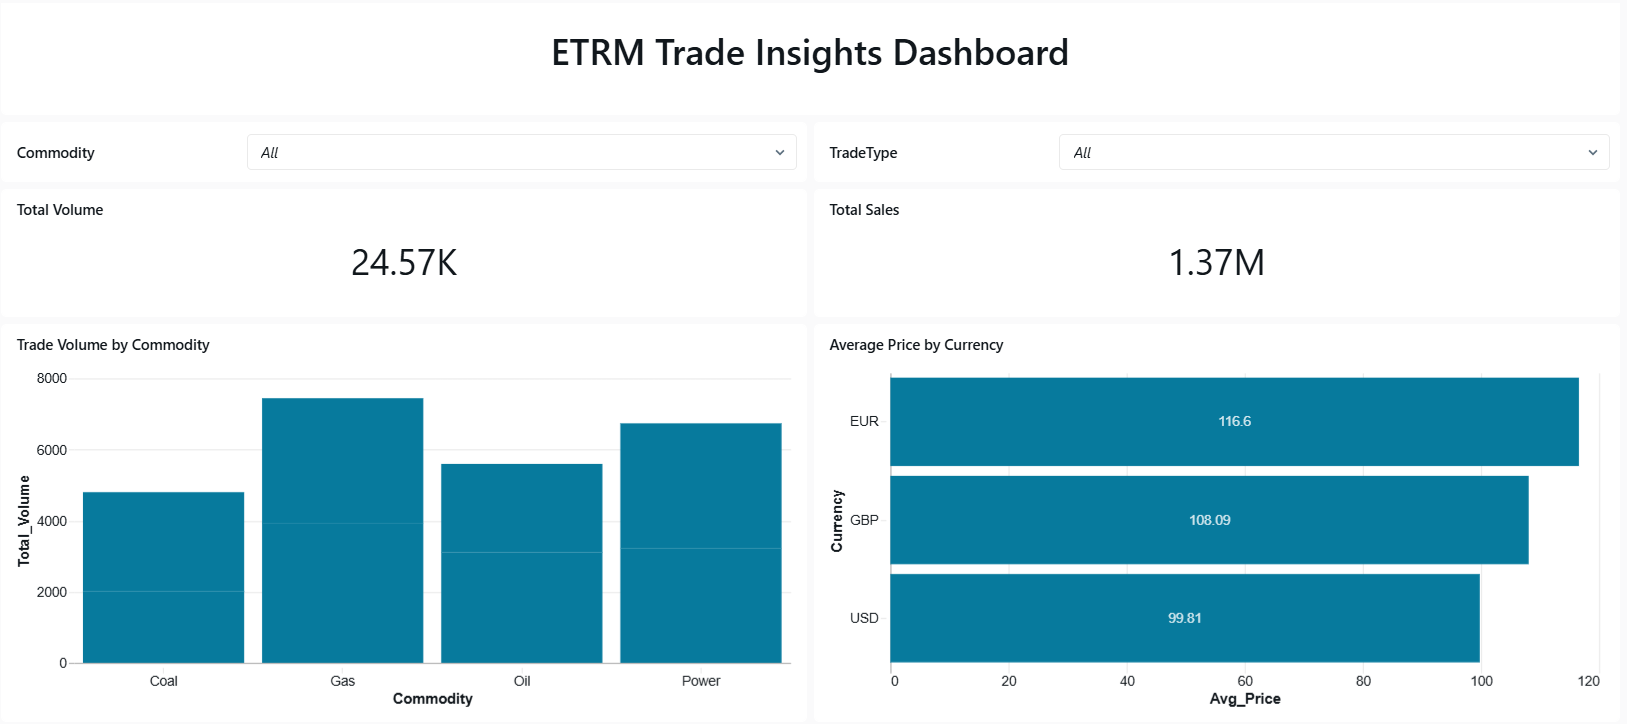 ETRM Trade Insights Dashboard
Commodity
All
TradeType
All
Total Volume
24.57K
Total Sales
1.37M
Trade Volume by Commodity
8000
6000
4000
2000
0
Total_Volume
Coal Gas Oil Power
Commodity
Average Price by Currency
EUR 116.6
GBP 108.09
USD 99.81
Currency
0 20 40 60 80 100 120
Avg_Price